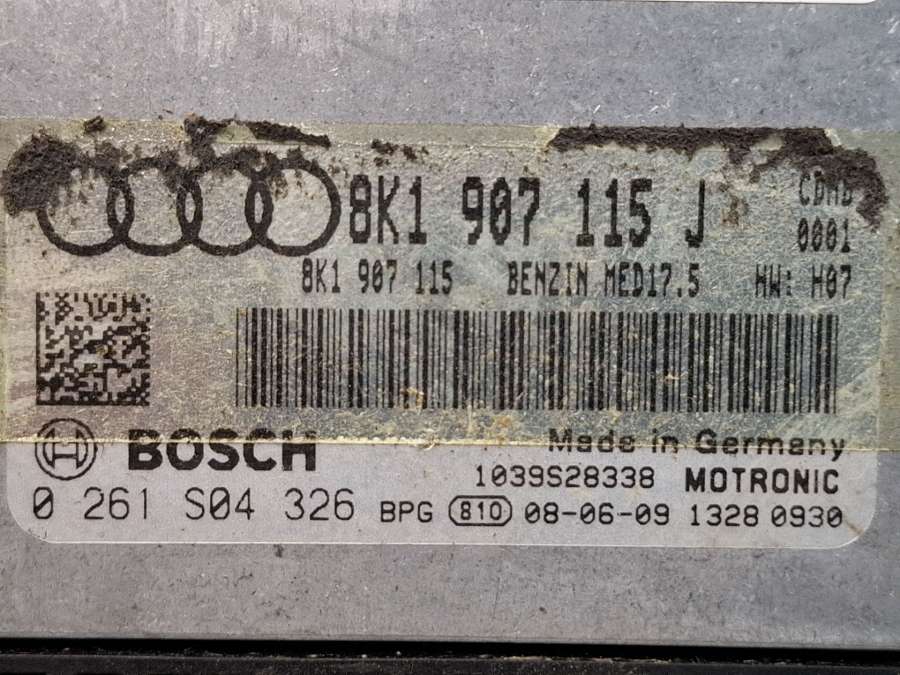 8K1 907 115 J
CDMB
0001
8K1 907 115 BENZIN MED17.5 HW: H07
BOSCH
Made in Germany
1039S28338 MOTRONIC
0 261 S04 326 BPG 810 08-06-09 1328 0930